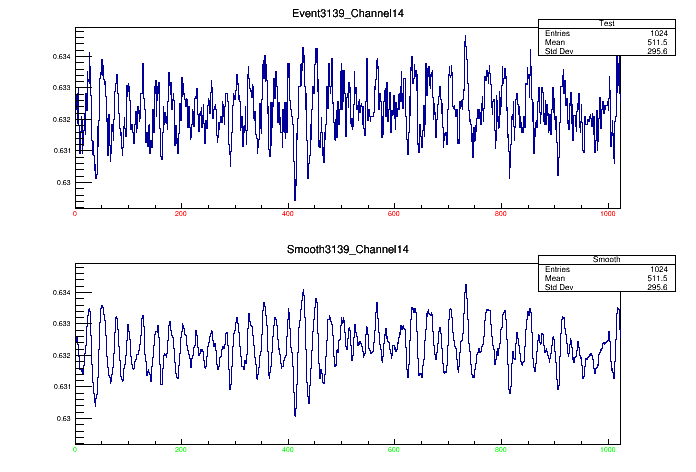 Event3139_Channel14
Test
Entries 1024
Mean 511.5
Std Dev 295.6
0.634
0.633
0.632
0.631
0.63
0 200 400 600 800 1000
Smooth3139_Channel14
Smooth
Entries 1024
Mean 511.5
Std Dev 295.6
0.634
0.633
0.632
0.631
0.63
0 200 400 600 800 1000